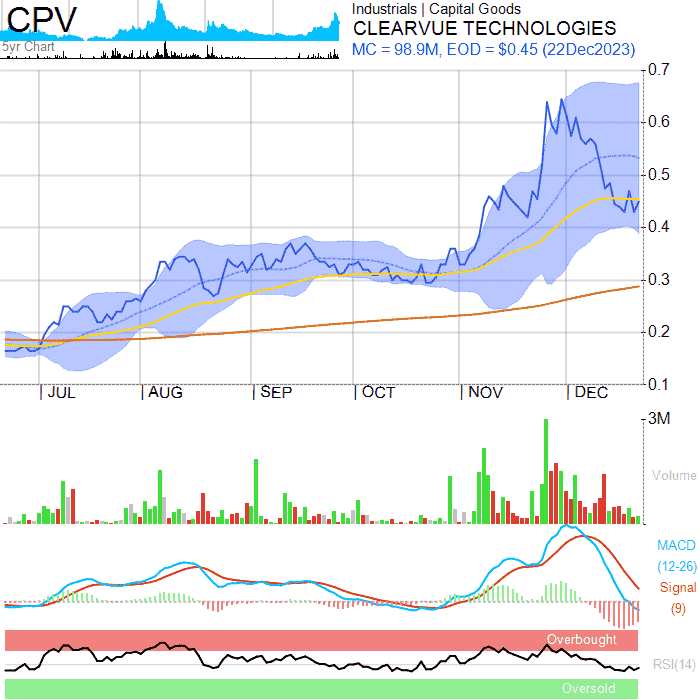 CPV
5yr Chart
Industrials | Capital Goods
CLEARVUE TECHNOLOGIES
MC = 98.9M, EOD = $0.45 (22Dec2023)
0.7
0.6
0.5
0.4
0.3
0.2
0.1
| JUL | AUG | SEP | OCT | NOV | DEC
3M
Volume
MACD
(12-26)
Signal
(9)
Overbought
RSI(14)
Oversold